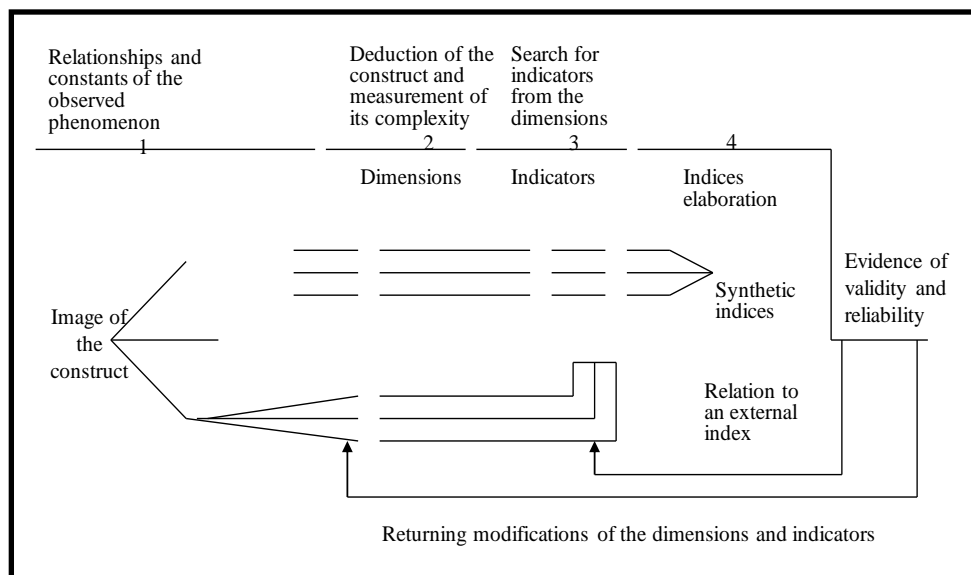 Relationships and
constants of the
observed
phenomenon
1
Deduction of the
construct and
measurement of
its complexity
2
Search for
indicators
from the
dimensions
3
4
Dimensions
Indicators
Indices
elaboration
Image of
the
construct
Synthetic
indices
Evidence of
validity and
reliability
Relation to
an external
index
Returning modifications of the dimensions and indicators